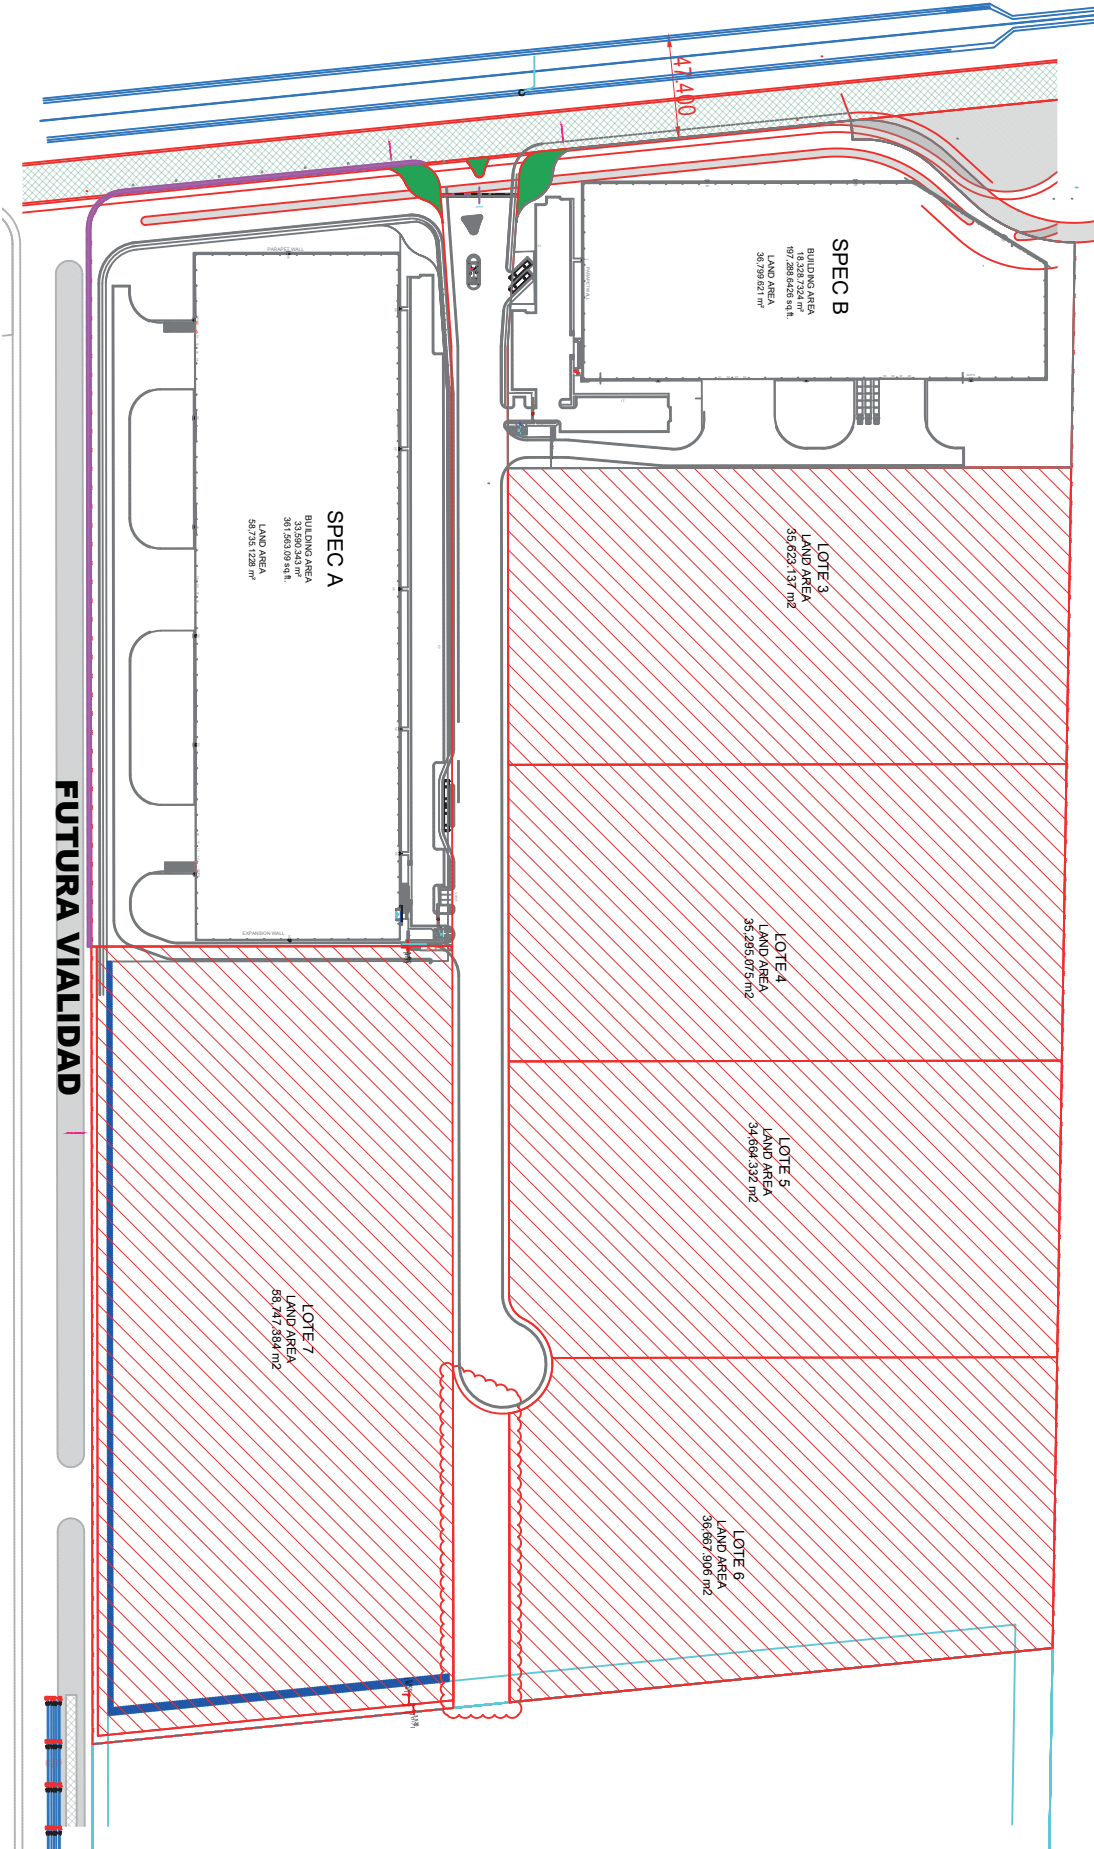 47.400
SPEC B
BUILDING AREA
18,328.7324 m²
197,288.6426 sq.ft.
LAND AREA
36,799.621 m²
PARAPET WALL
SPEC A
BUILDING AREA
33,590.343 m²
361,563.09 sq.ft.
LAND AREA
58,735.1228 m²
EXPANSION WALL
LOTE 3
LAND AREA
35,623.137 m2
LOTE 4
LAND AREA
35,295.075 m2
LOTE 5
LAND AREA
34,664.332 m2
LOTE 6
LAND AREA
36,667.906 m2
LOTE 7
LAND AREA
58,747.384 m2
FUTURA VIALIDAD